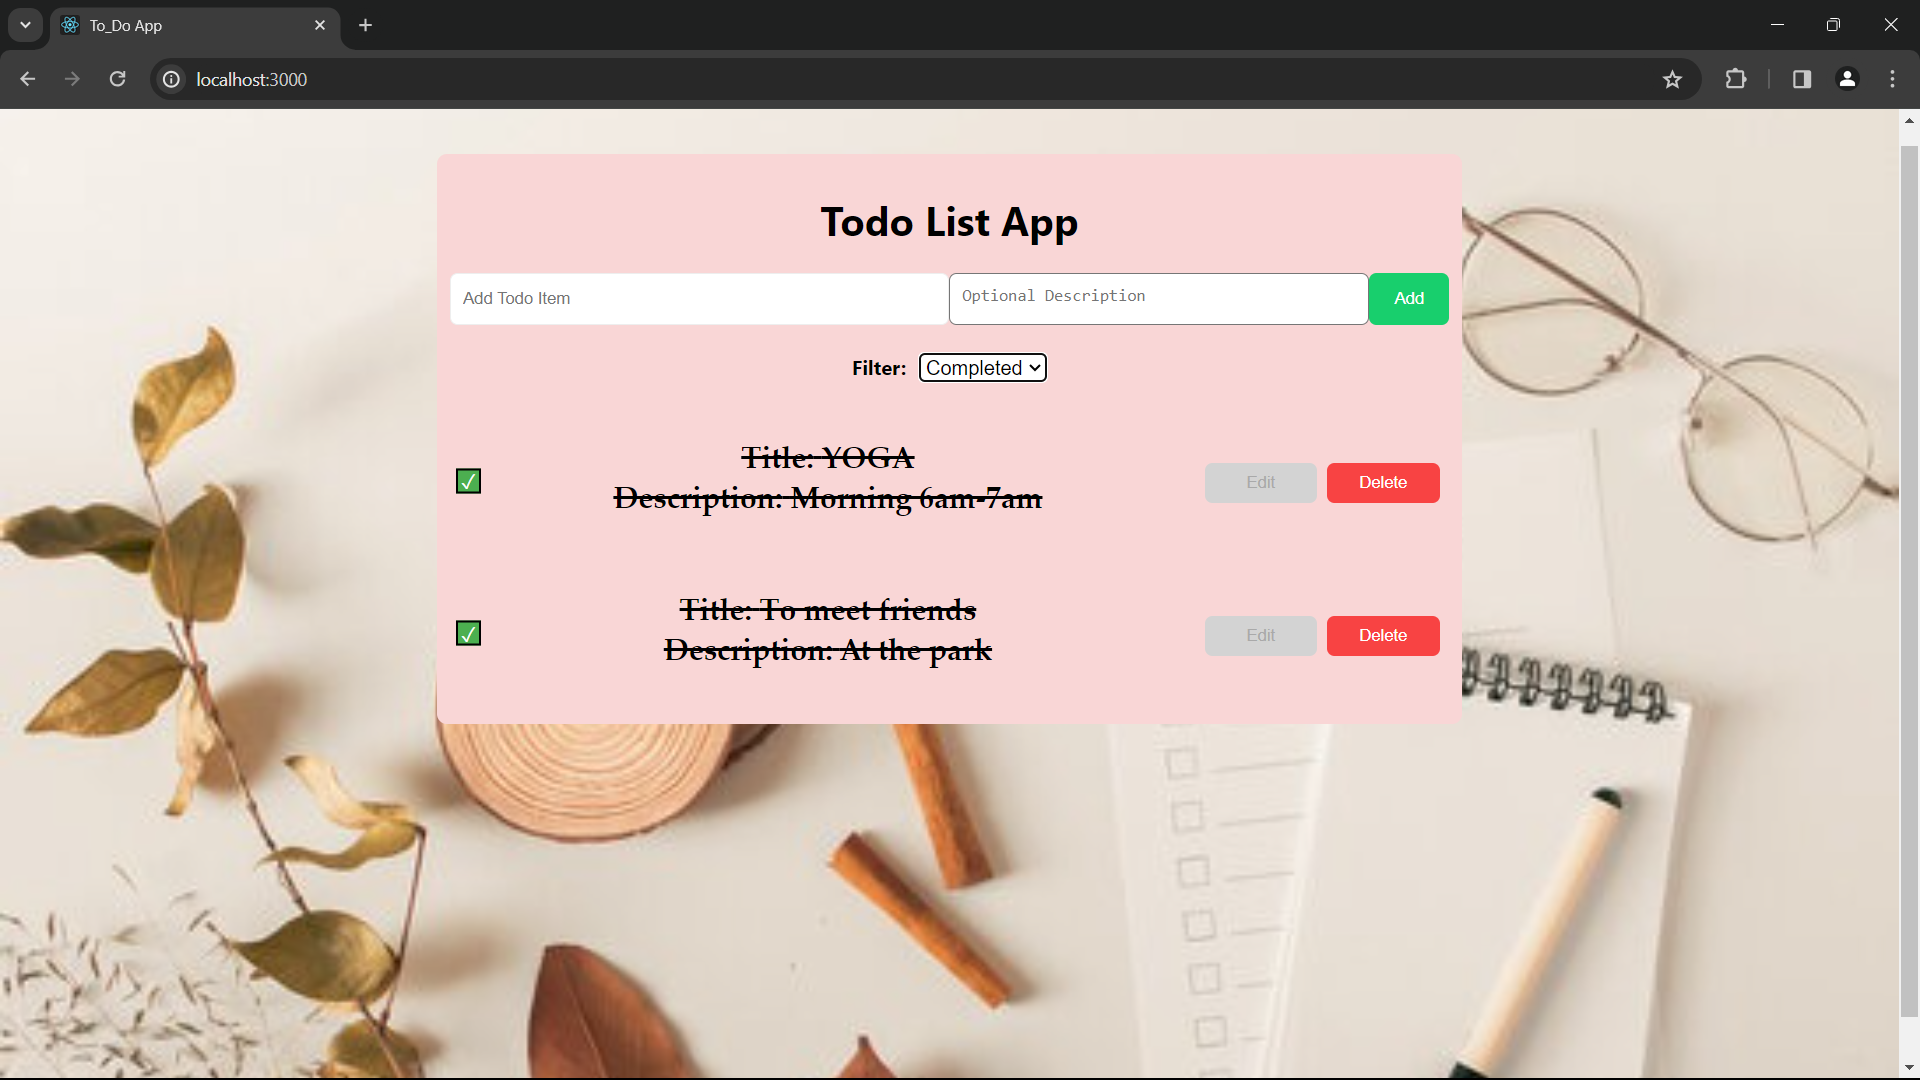 To_Do App
localhost:3000
Todo List App
Add Todo Item
Optional Description
Add
Filter: Completed
Title: YOGA
Description: Morning 6am-7am
Edit
Delete
Title: To meet friends
Description: At the park
Edit
Delete